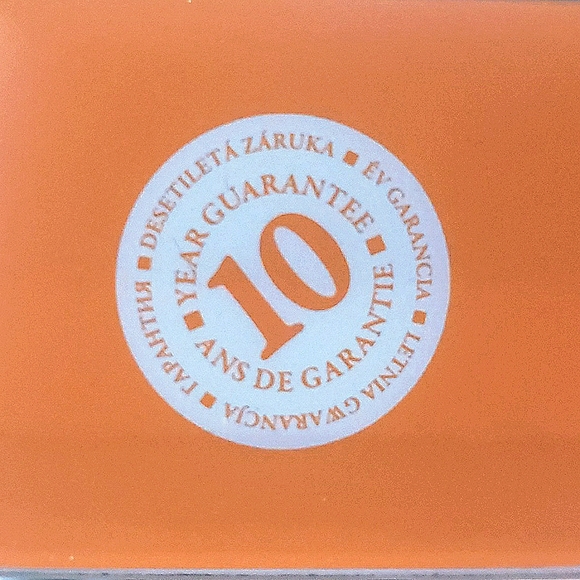 DESETILETÁ ZÁRUKA ■ ÉV GARANCIA ■ LETNIA GWARANCJA ■ ГАРАНТИЯ ■
YEAR GUARANTEE ■ ANS DE GARANTIE ■
10